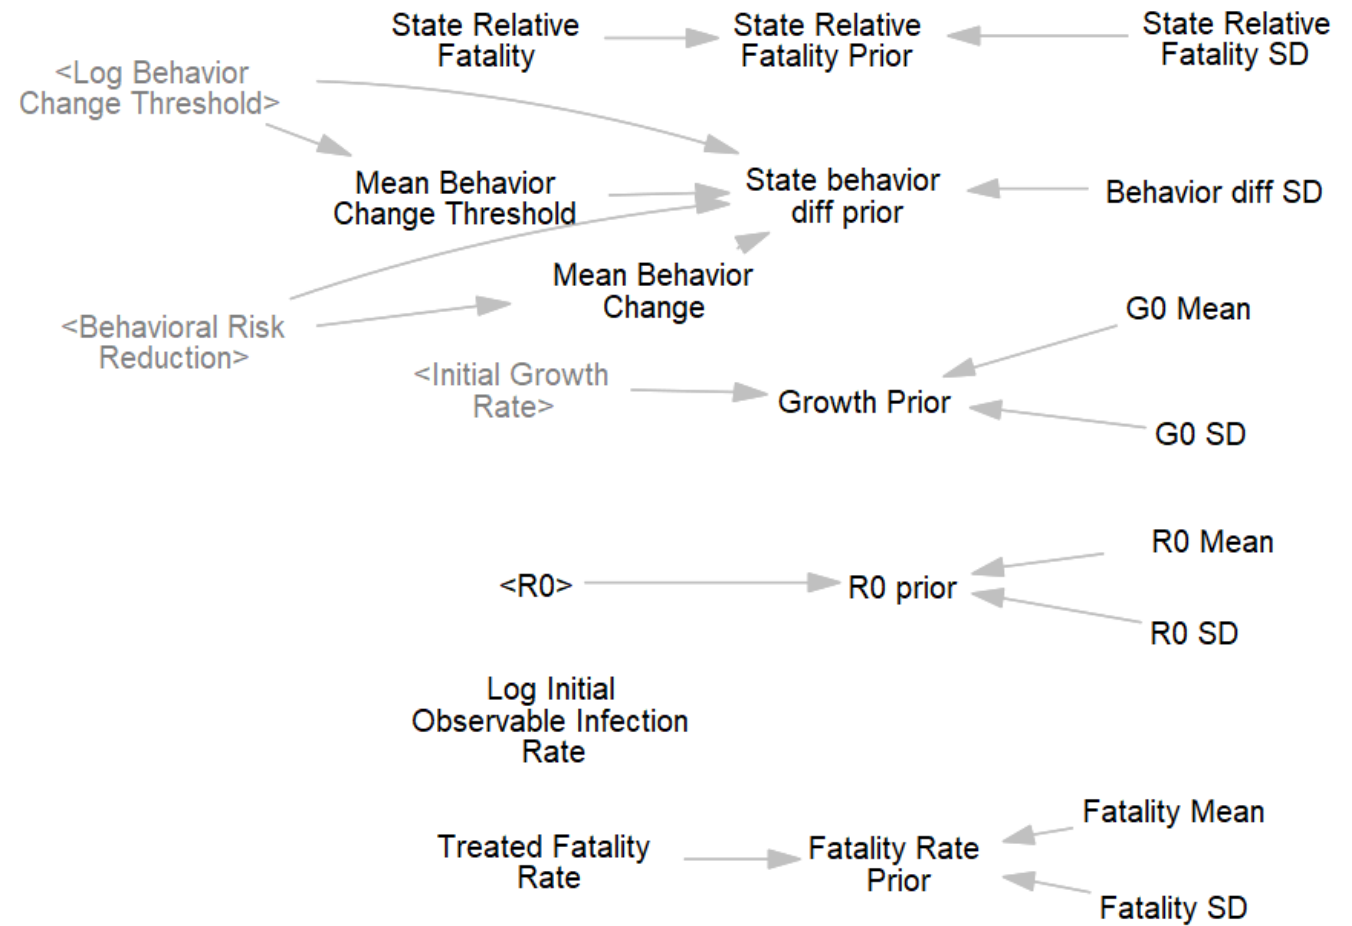 State Relative
Fatality
State Relative
Fatality Prior
State Relative
Fatality SD
<Log Behavior
Change Threshold>
Mean Behavior
Change Threshold
State behavior
diff prior
Behavior diff SD
Mean Behavior
Change
<Behavioral Risk
Reduction>
G0 Mean
<Initial Growth
Rate>
Growth Prior
G0 SD
R0 Mean
<R0>
R0 prior
R0 SD
Log Initial
Observable Infection
Rate
Fatality Mean
Treated Fatality
Rate
Fatality Rate
Prior
Fatality SD